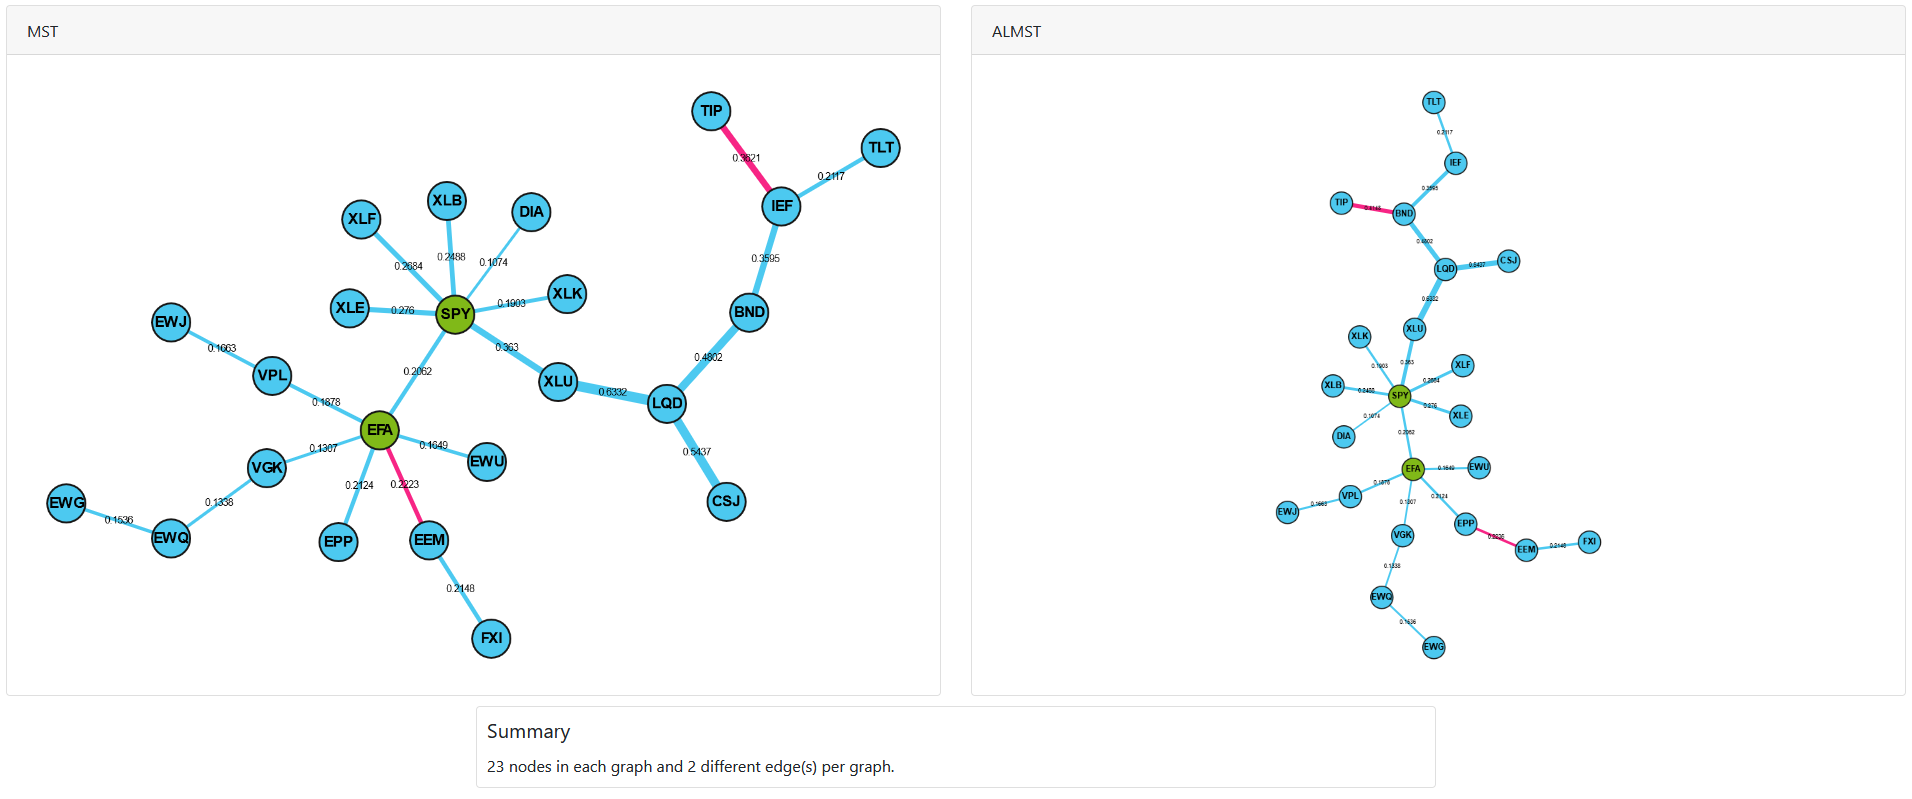 MST
TIP
TLT
0.3621
0.2117
XLB
IEF
DIA
XLF
0.2488
0.3595
0.1074
0.2684
XLK
0.1903
XLE
0.276
BND
SPY
EWJ
0.1663
0.363
0.4802
0.2062
VPL
XLU
0.6332
0.1878
LQD
EFA
0.1649
0.1307
0.5437
EWU
VGK
0.2124
0.2223
0.1338
CSJ
EWG
0.1536
EWQ
EPP
EEM
0.2148
FXI
ALMST
TLT
0.2117
IEF
0.3595
TIP
BND
0.4802
CSJ
LQD
0.5437
0.6332
XLU
XLK
0.363
0.1903
XLF
0.2684
XLB
0.2488
SPY
0.276
XLE
0.1074
DIA
0.2062
EFA
0.1649
EWU
0.1878
VPL
0.2124
0.1307
0.1663
EWJ
EPP
VGK
FXI
0.2148
EEM
0.1338
EWQ
0.1536
EWG
Summary
23 nodes in each graph and 2 different edge(s) per graph.